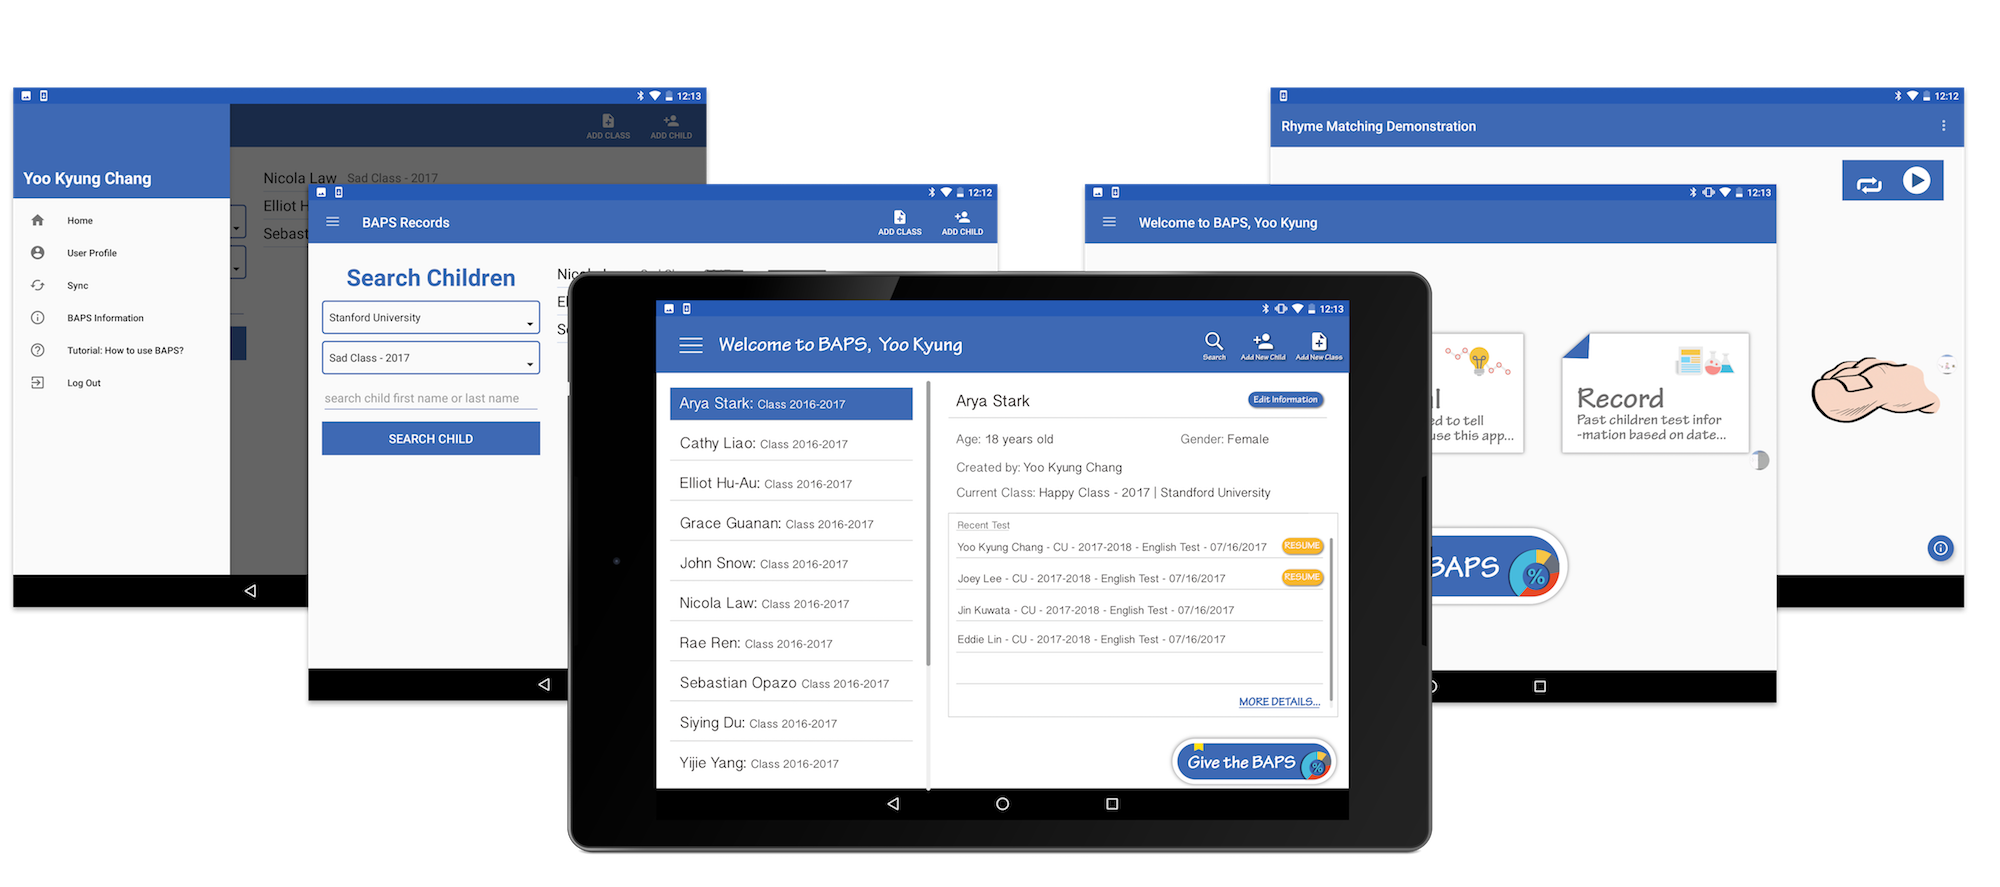 12:13
ADD CLASS
ADD CHILD
Yoo Kyung Chang
Home
User Profile
Sync
BAPS Information
Tutorial: How to use BAPS?
Log Out
Nicola Law Sad Class - 2017
Elliot H
Sebast
12:12
BAPS Records
ADD CLASS
ADD CHILD
Search Children
Stanford University
Sad Class - 2017
search child first name or last name
SEARCH CHILD
12:13
Welcome to BAPS, Yoo Kyung
Search
Add New Child
Add New Class
Arya Stark: Class 2016-2017
Cathy Liao: Class 2016-2017
Elliot Hu-Au: Class 2016-2017
Grace Guanan: Class 2016-2017
John Snow: Class 2016-2017
Nicola Law: Class 2016-2017
Rae Ren: Class 2016-2017
Sebastian Opazo Class 2016-2017
Siying Du: Class 2016-2017
Yijie Yang: Class 2016-2017
Arya Stark
Edit Information
Age: 18 years old
Gender: Female
Created by: Yoo Kyung Chang
Current Class: Happy Class - 2017 | Standford University
Recent Test
Yoo Kyung Chang - CU - 2017-2018 - English Test - 07/16/2017 RESUME
Joey Lee - CU - 2017-2018 - English Test - 07/16/2017 RESUME
Jin Kuwata - CU - 2017-2018 - English Test - 07/16/2017
Eddie Lin - CU - 2017-2018 - English Test - 07/16/2017
MORE DETAILS...
Give the BAPS %
12:13
Welcome to BAPS, Yoo Kyung
l
ed to tell
use this app...
Record
Past children test infor
-mation based on date...
BAPS %
12:12
Rhyme Matching Demonstration